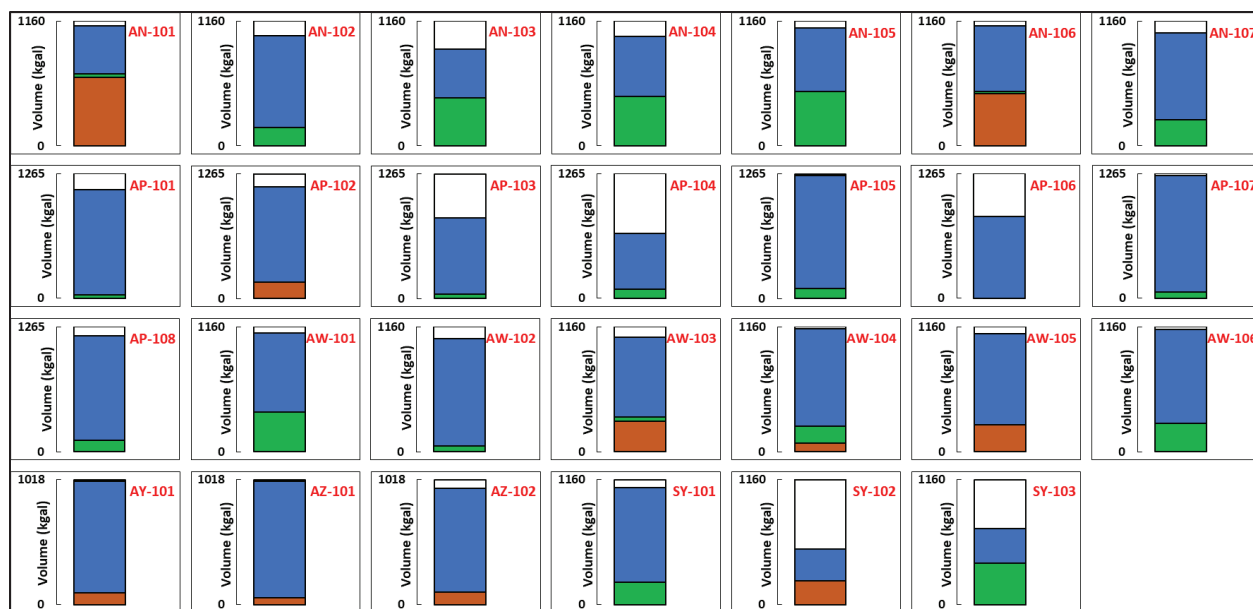 1160 AN-101
Volume (kgal)
0
1160 AN-102
Volume (kgal)
0
1160 AN-103
Volume (kgal)
0
1160 AN-104
Volume (kgal)
0
1160 AN-105
Volume (kgal)
0
1160 AN-106
Volume (kgal)
0
1160 AN-107
Volume (kgal)
0
1265 AP-101
Volume (kgal)
0
1265 AP-102
Volume (kgal)
0
1265 AP-103
Volume (kgal)
0
1265 AP-104
Volume (kgal)
0
1265 AP-105
Volume (kgal)
0
1265 AP-106
Volume (kgal)
0
1265 AP-107
Volume (kgal)
0
1265 AP-108
Volume (kgal)
0
1160 AW-101
Volume (kgal)
0
1160 AW-102
Volume (kgal)
0
1160 AW-103
Volume (kgal)
0
1160 AW-104
Volume (kgal)
0
1160 AW-105
Volume (kgal)
0
1160 AW-106
Volume (kgal)
0
1018 AY-101
Volume (kgal)
0
1018 AZ-101
Volume (kgal)
0
1018 AZ-102
Volume (kgal)
0
1160 SY-101
Volume (kgal)
0
1160 SY-102
Volume (kgal)
0
1160 SY-103
Volume (kgal)
0